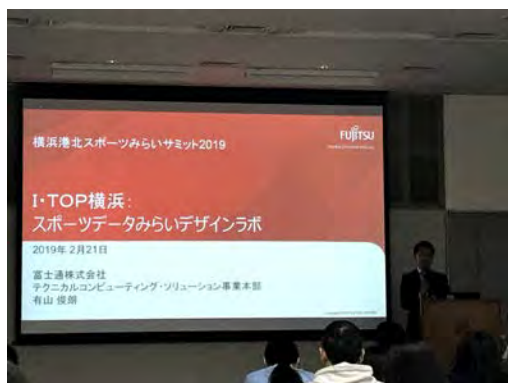 横浜港北スポーツみらいサミット2019
FUJITSU
I・TOP横浜:
スポーツデータみらいデザインラボ
2019年 2月21日
富士通株式会社
テクニカルコンピューティング・ソリューション事業本部
有山 俊朗